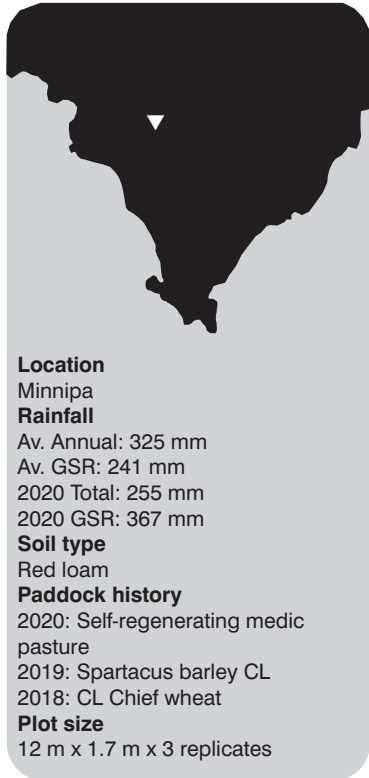 Location
Minnipa
Rainfall
Av. Annual: 325 mm
Av. GSR: 241 mm
2020 Total: 255 mm
2020 GSR: 367 mm
Soil type
Red loam
Paddock history
2020: Self-regenerating medic
pasture
2019: Spartacus barley CL
2018: CL Chief wheat
Plot size
12 m x 1.7 m x 3 replicates